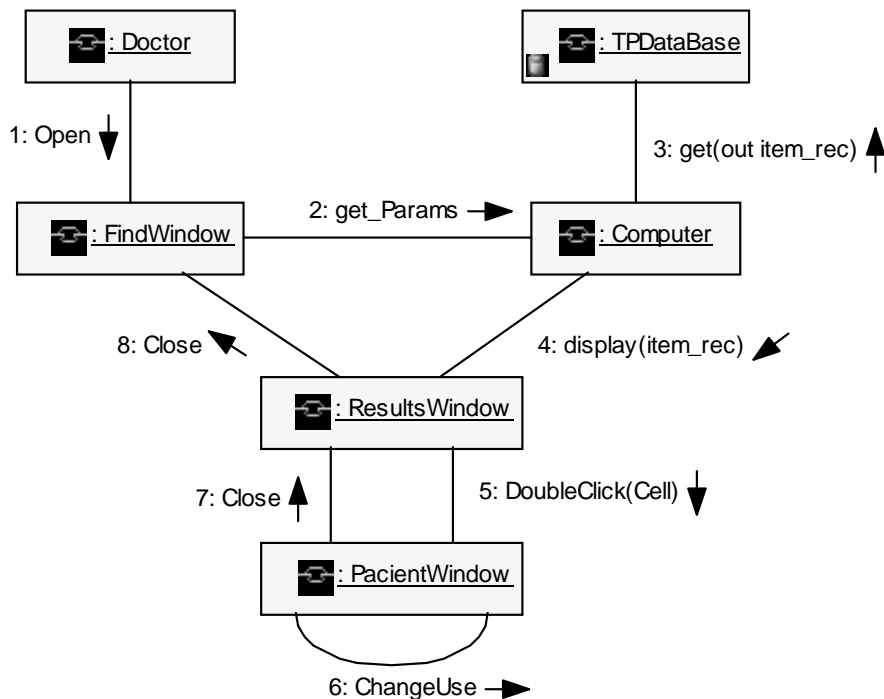 : Doctor
: TPDataBase
1: Open
3: get(out item_rec)
2: get_Params
: FindWindow
: Computer
8: Close
4: display(item_rec)
: ResultsWindow
7: Close
5: DoubleClick(Cell)
: PacientWindow
6: ChangeUse